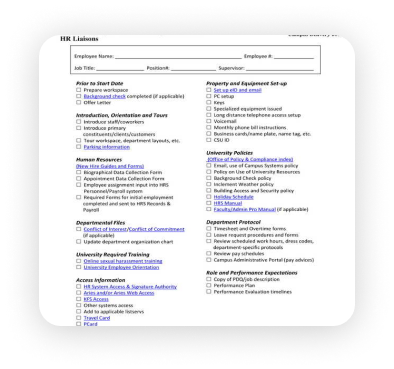 HR Liaisons
Employee Name:
Employee #:
Job Title:
Position#:
Supervisor:
Prior to Start Date
☐ Prepare workspace
☐ Background check completed (if applicable)
☐ Offer Letter
Introduction, Orientation and Tours
☐ Introduce staff/coworkers
☐ Introduce primary
constituents/clients/customers
☐ Tour workspace, department layouts, etc.
☐ Parking information
Human Resources
(New Hire Guides and Forms)
☐ Biographical Data Collection Form
☐ Appointment Data Collection Form
☐ Employee assignment input into HRS
Personnel/Payroll system
☐ Required Forms for initial employment
completed and sent to HRS Records &
Payroll
Departmental Files
☐ Conflict of Interest/Conflict of Commitment
(if applicable)
☐ Update department organization chart
University Required Training
☐ Online sexual harassment training
☐ University Employee Orientation
Access Information
☐ HR System Access & Signature Authority
☐ Aries and/or Aries Web Access
☐ KFS Access
☐ Other systems access
☐ Add to applicable listservs
☐ Travel Card
☐ PCard
Property and Equipment Set-up
☐ Set up eID and email
☐ PC setup
☐ Keys
☐ Specialized equipment issued
☐ Long distance telephone access setup
☐ Voicemail
☐ Monthly phone bill instructions
☐ Business cards/name plate, name tag, etc.
☐ CSU ID
University Policies
(Office of Policy & Compliance index)
☐ Email, use of Campus Systems policy
☐ Policy on Use of University Resources
☐ Background Check policy
☐ Inclement Weather policy
☐ Building Access and Security policy
☐ Holiday Schedule
☐ HRS Manual
☐ Faculty/Admin Pro Manual (if applicable)
Department Protocol
☐ Timesheet and Overtime forms
☐ Leave request procedures and forms
☐ Review scheduled work hours, dress codes,
department-specific protocols
☐ Review pay schedules
☐ Campus Administrative Portal (pay advices)
Role and Performance Expectations
☐ Copy of PDQ/job description
☐ Performance Plan
☐ Performance Evaluation timelines